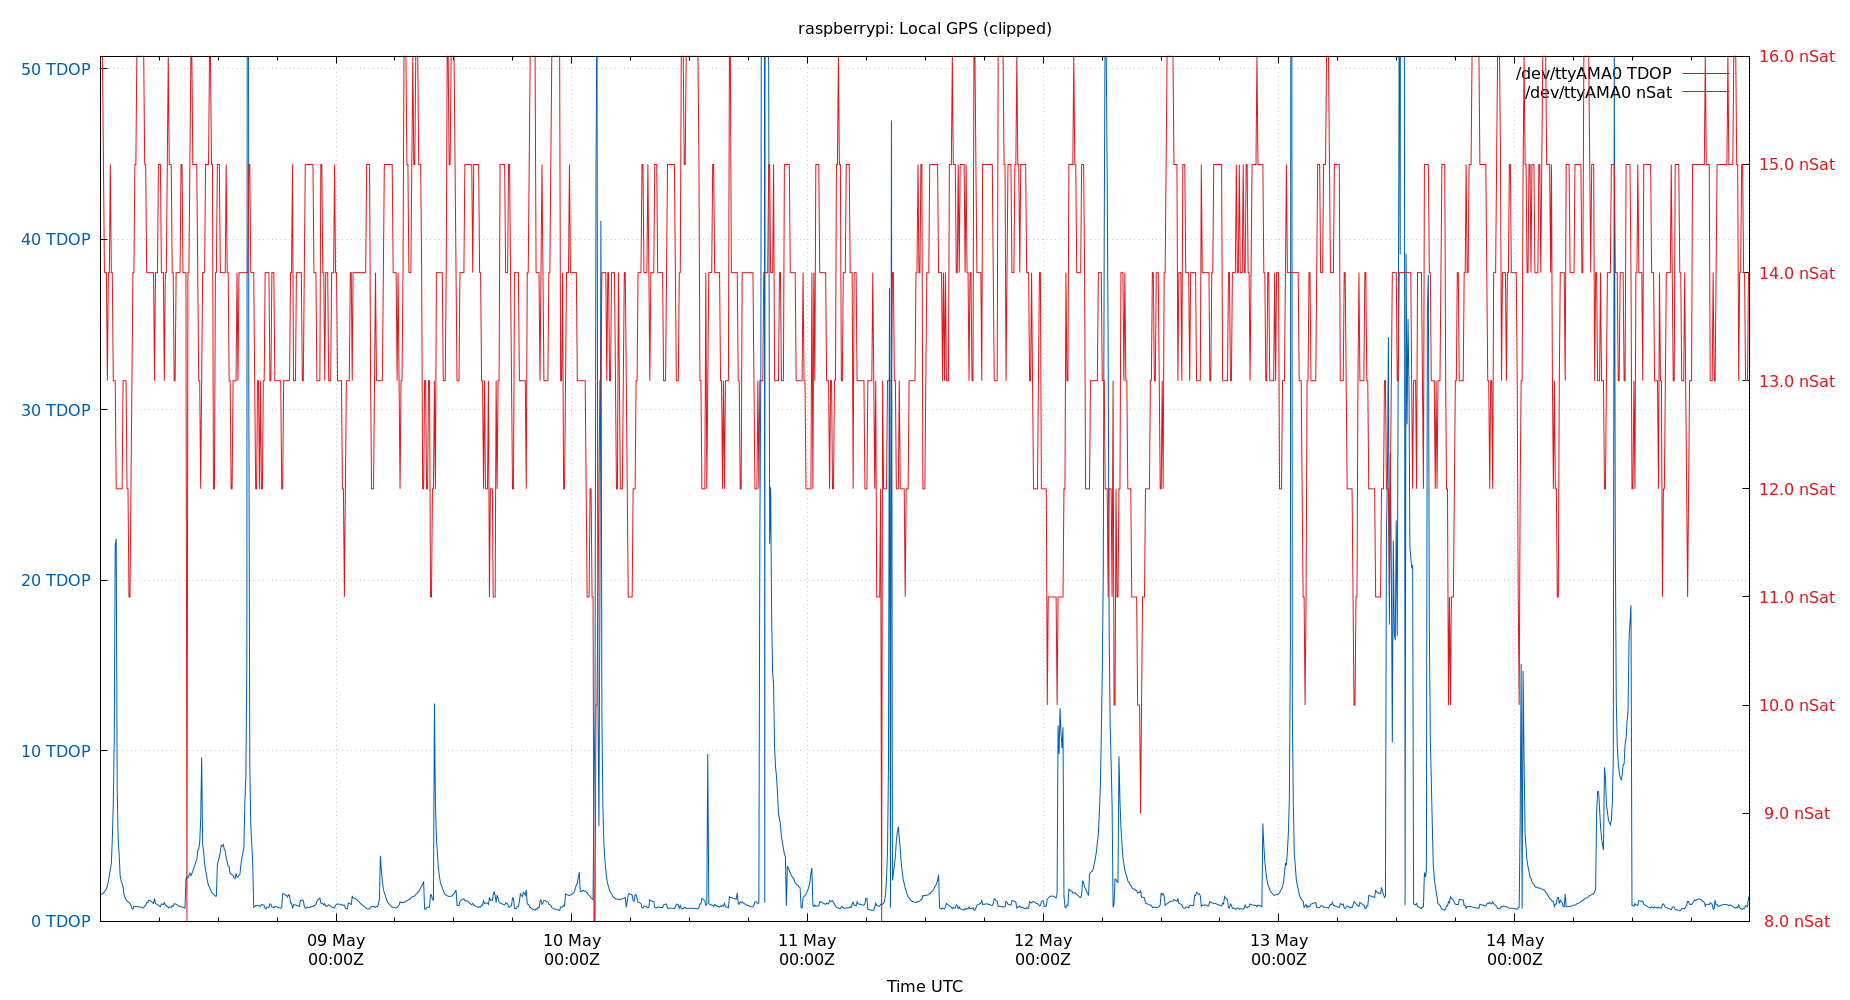 raspberrypi: Local GPS (clipped)
50 TDOP
40 TDOP
30 TDOP
20 TDOP
10 TDOP
0 TDOP
/dev/ttyAMA0 TDOP
/dev/ttyAMA0 nSat
16.0 nSat
15.0 nSat
14.0 nSat
13.0 nSat
12.0 nSat
11.0 nSat
10.0 nSat
9.0 nSat
8.0 nSat
09 May 10 May 11 May 12 May 13 May 14 May
00:00Z 00:00Z 00:00Z 00:00Z 00:00Z 00:00Z
Time UTC